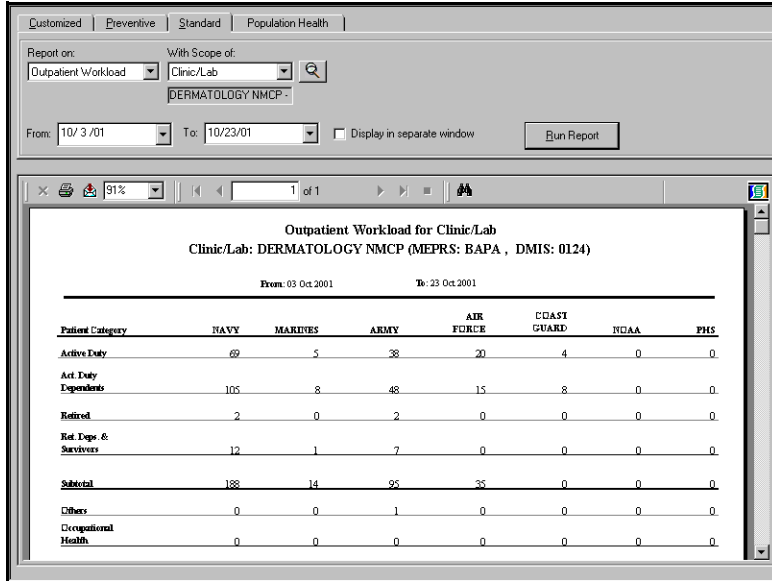 Customized Preventive Standard Population Health
Report on: With Scope of:
Outpatient Workload Clinic/Lab
DERMATOLOGY NMCP -
From: 10/ 3 /01 To: 10/23/01 Display in separate window Run Report
91% 1 of 1
Outpatient Workload for Clinic/Lab
Clinic/Lab: DERMATOLOGY NMCP (MEPRS: BAPA , DMIS: 0124)
From: 03 Oct 2001 To: 23 Oct 2001
AIR COAST
Patient Category NAVY MARINES ARMY FORCE GUARD NOAA PHS
Active Duty 69 5 38 20 4 0 0
Act. Duty
Dependents 105 8 48 15 8 0 0
Retired 2 0 2 0 0 0 0
Ret. Deps. &
Survivors 12 1 7 0 0 0 0
Subtotal 188 14 95 35 0 0 0
Others 0 0 1 0 0 0 0
Occupational
Health 0 0 0 0 0 0 0